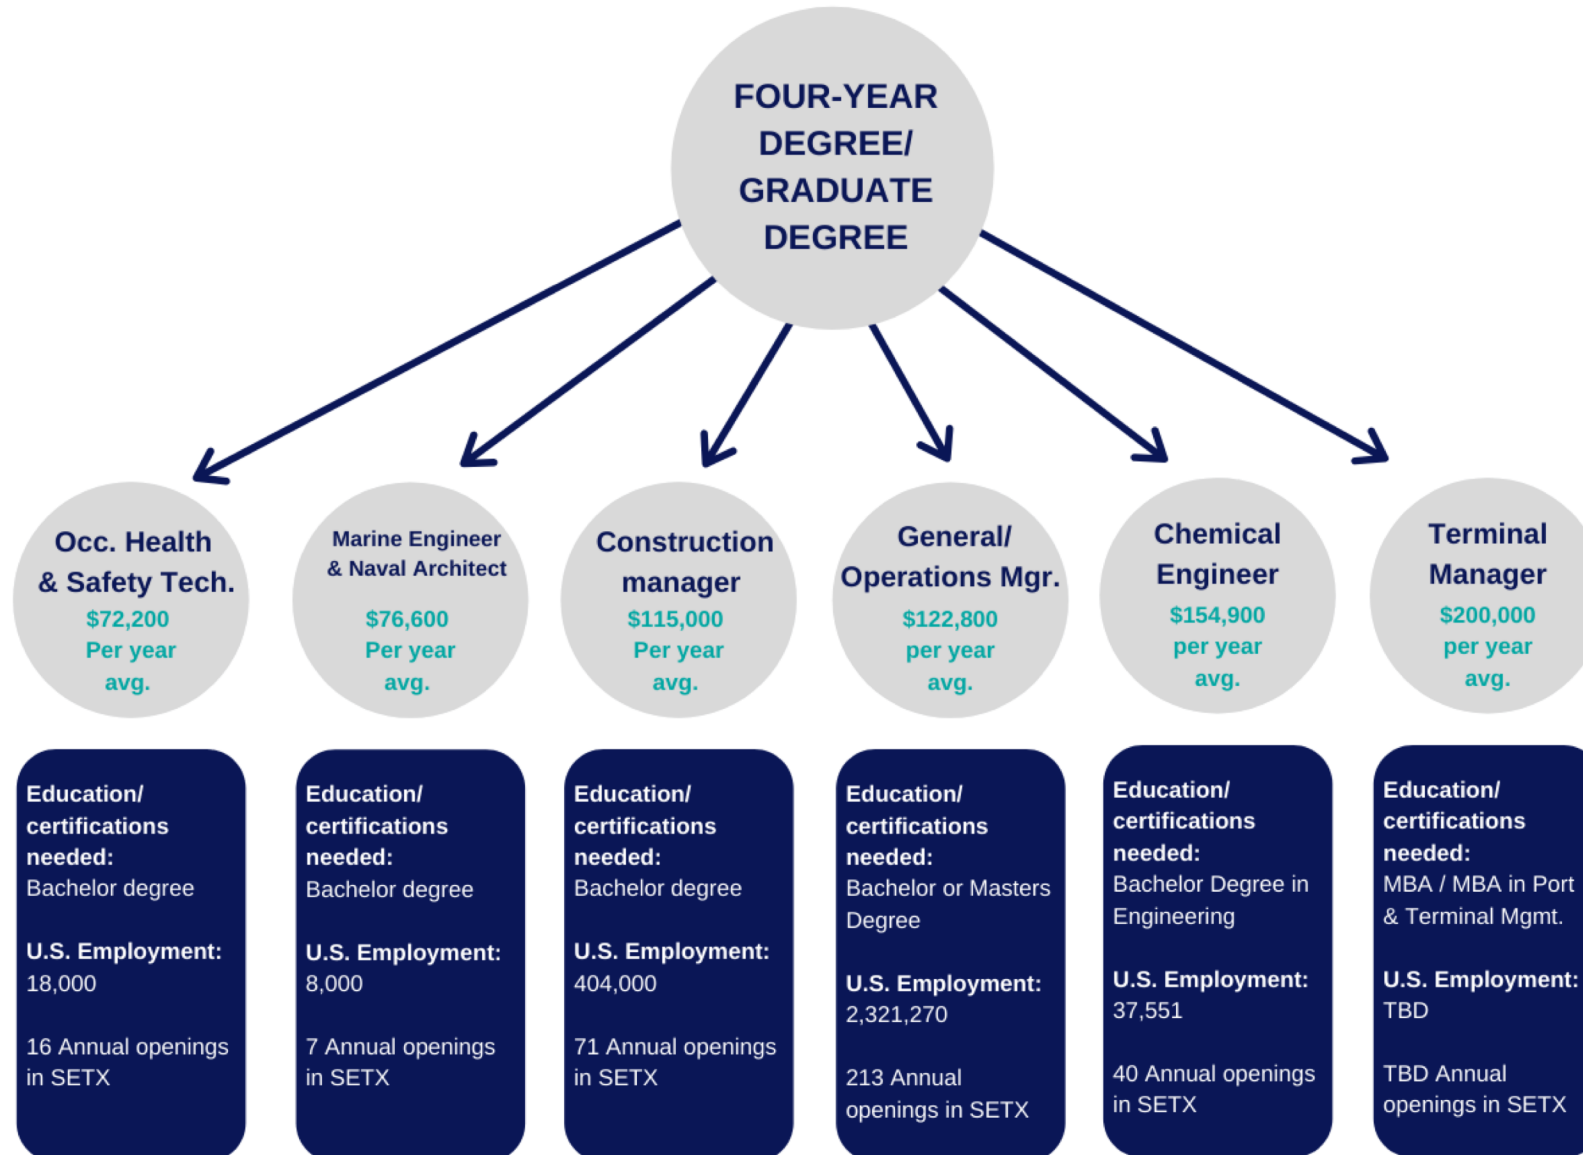 FOUR-YEAR
DEGREE/
GRADUATE
DEGREE
Occ. Health
& Safety Tech.
$72,200
Per year
avg.
Marine Engineer
& Naval Architect
$76,600
Per year
avg.
Construction
manager
$115,000
Per year
avg.
General/
Operations Mgr.
$122,800
per year
avg.
Chemical
Engineer
$154,900
per year
avg.
Terminal
Manager
$200,000
per year
avg.
Education/
certifications
needed:
Bachelor degree
U.S. Employment:
18,000
16 Annual openings
in SETX
Education/
certifications
needed:
Bachelor degree
U.S. Employment:
8,000
7 Annual openings
in SETX
Education/
certifications
needed:
Bachelor degree
U.S. Employment:
404,000
71 Annual openings
in SETX
Education/
certifications
needed:
Bachelor or Masters
Degree
U.S. Employment:
2,321,270
213 Annual
openings in SETX
Education/
certifications
needed:
Bachelor Degree in
Engineering
U.S. Employment:
37,551
40 Annual openings
in SETX
Education/
certifications
needed:
MBA / MBA in Port
& Terminal Mgmt.
U.S. Employment:
TBD
TBD Annual
openings in SETX